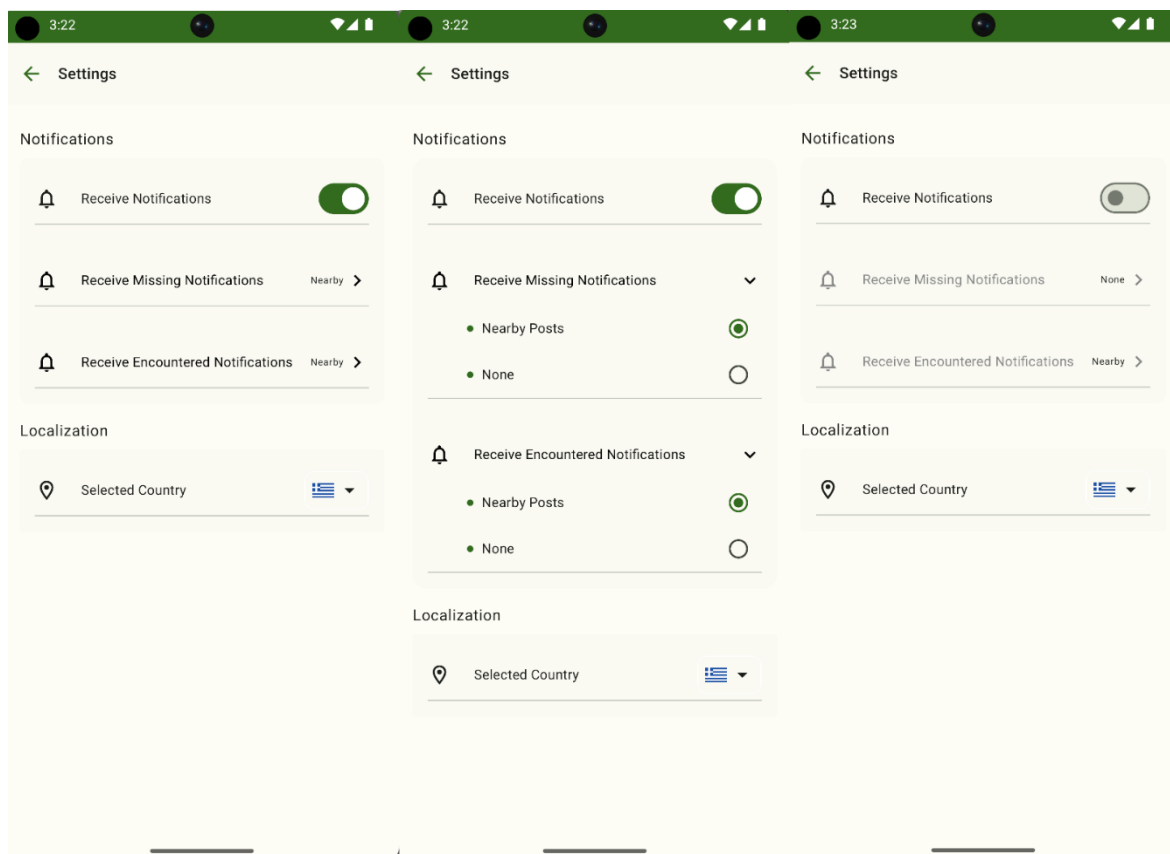 3:22
Settings
Notifications
Receive Notifications
Receive Missing Notifications Nearby
Receive Encountered Notifications Nearby
Localization
Selected Country
3:22
Settings
Notifications
Receive Notifications
Receive Missing Notifications
Nearby Posts
None
Receive Encountered Notifications
Nearby Posts
None
Localization
Selected Country
3:23
Settings
Notifications
Receive Notifications
Receive Missing Notifications None
Receive Encountered Notifications Nearby
Localization
Selected Country